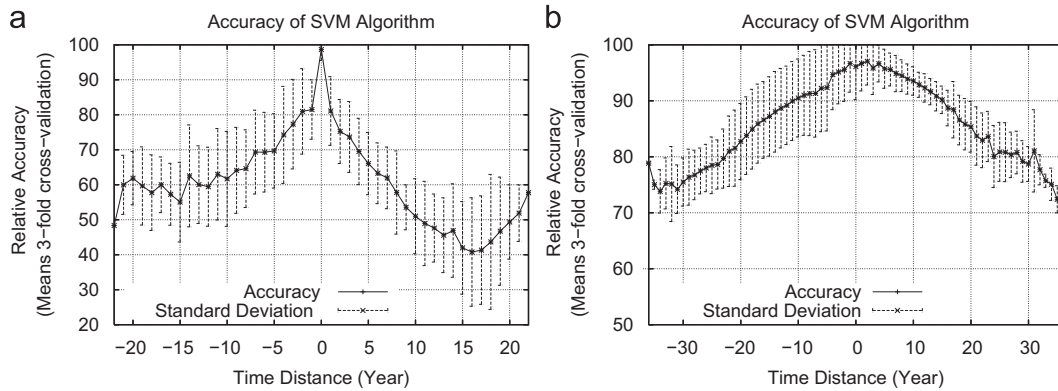 a
Accuracy of SVM Algorithm
Relative Accuracy
(Means 3−fold cross−validation)
100
90
80
70
60
50
40
30
20
Accuracy
Standard Deviation
−20 −15 −10 −5 0 5 10 15 20
Time Distance (Year)
b
Accuracy of SVM Algorithm
Relative Accuracy
(Means 3−fold cross−validation)
100
90
80
70
60
50
Accuracy
Standard Deviation
−30 −20 −10 0 10 20 30
Time Distance (Year)